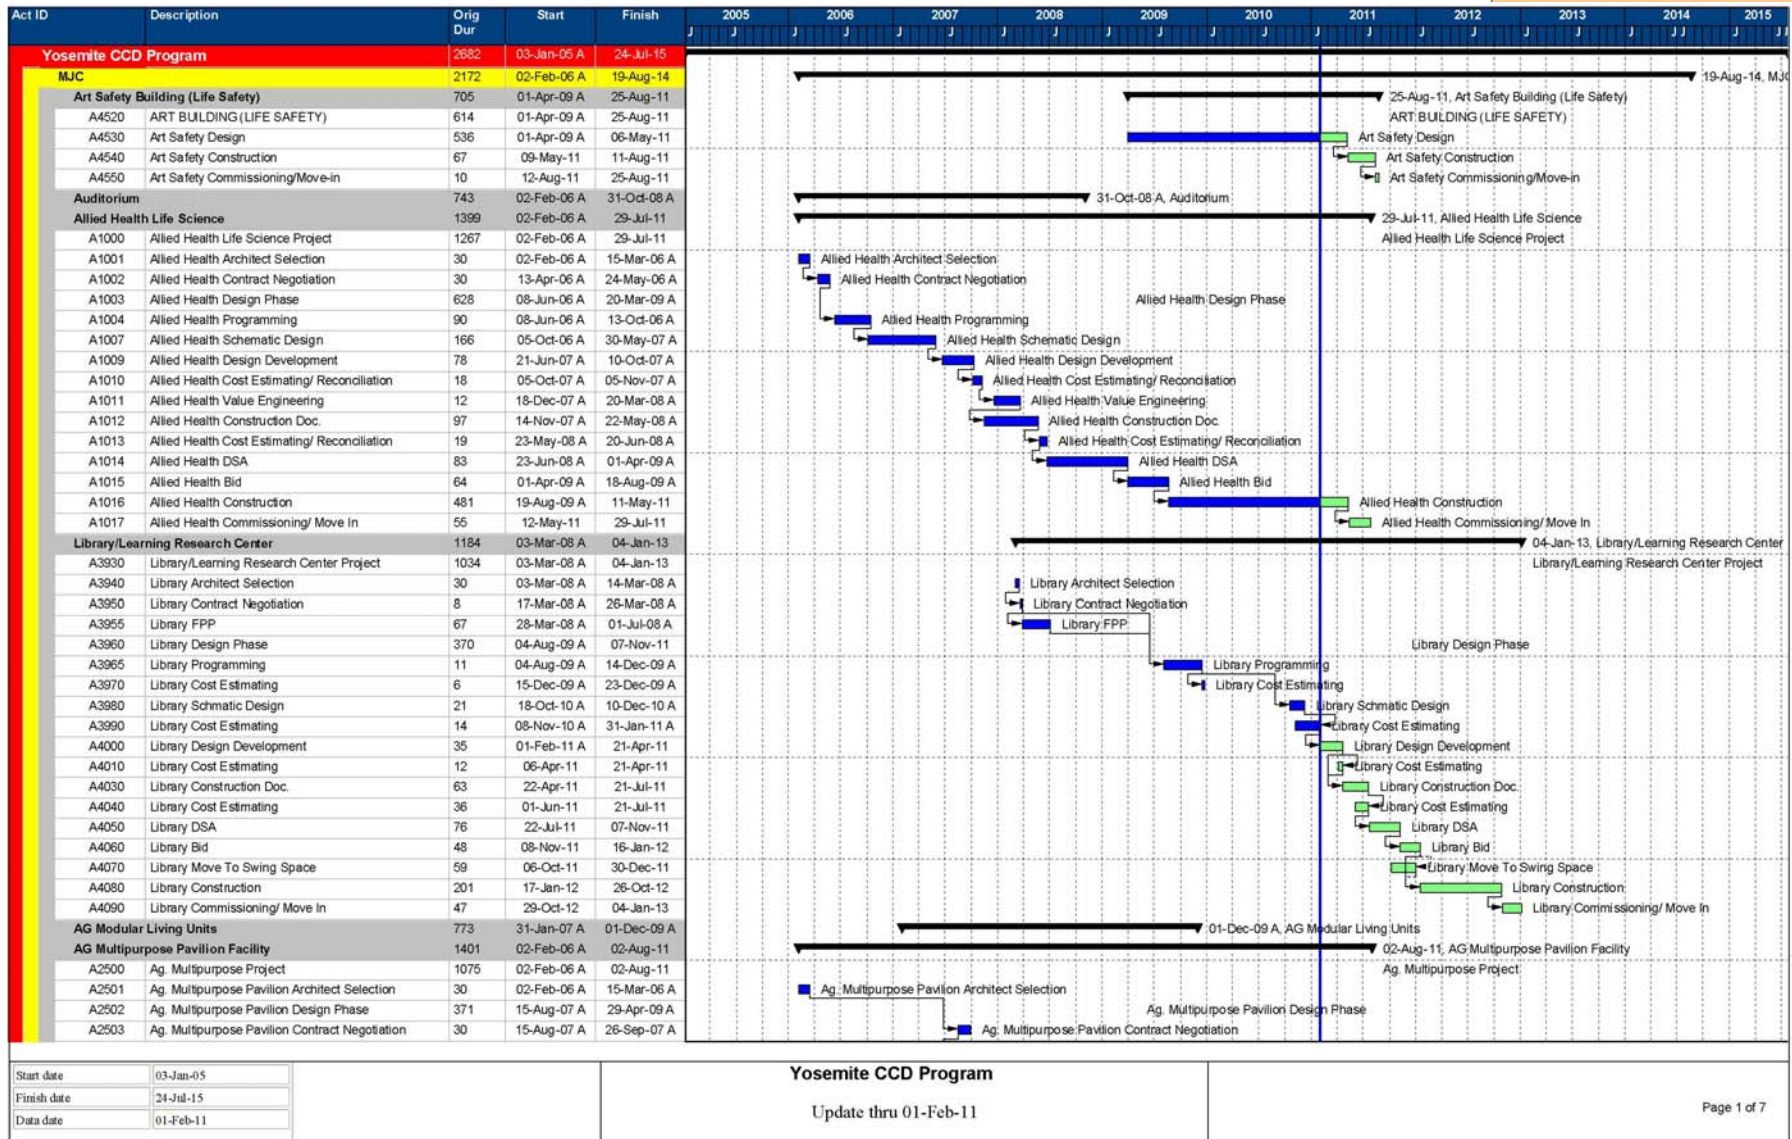 Act ID Description Orig Dur Start Finish 2005 2006 2007 2008 2009 2010 2011 2012 2013 2014 2015
J J J J J J J J J J J J J J J J J J J J J J
Yosemite CCD Program 2682 03-Jan-05 A 24-Jul-15
MJC 2172 02-Feb-06 A 19-Aug-14 19-Aug-14, MJC
Art Safety Building (Life Safety) 705 01-Apr-09 A 25-Aug-11 25-Aug-11, Art Safety Building (Life Safety)
A4520 ART BUILDING (LIFE SAFETY) 614 01-Apr-09 A 25-Aug-11 ART BUILDING (LIFE SAFETY)
A4530 Art Safety Design 536 01-Apr-09 A 06-May-11 Art Safety Design
A4540 Art Safety Construction 67 09-May-11 11-Aug-11 Art Safety Construction
A4550 Art Safety Commissioning/Move-in 10 12-Aug-11 25-Aug-11 Art Safety Commissioning/Move-in
Auditorium 743 02-Feb-06 A 31-Oct-08 A 31-Oct-08 A, Auditorium
Allied Health Life Science 1399 02-Feb-06 A 29-Jul-11 29-Jul-11, Allied Health Life Science
A1000 Allied Health Life Science Project 1267 02-Feb-06 A 29-Jul-11 Allied Health Life Science Project
A1001 Allied Health Architect Selection 30 02-Feb-06 A 15-Mar-06 A Allied Health Architect Selection
A1002 Allied Health Contract Negotiation 30 13-Apr-06 A 24-May-06 A Allied Health Contract Negotiation
A1003 Allied Health Design Phase 628 08-Jun-06 A 20-Mar-09 A Allied Health Design Phase
A1004 Allied Health Programming 90 08-Jun-06 A 13-Oct-06 A Allied Health Programming
A1007 Allied Health Schematic Design 166 05-Oct-06 A 30-May-07 A Allied Health Schematic Design
A1009 Allied Health Design Development 78 21-Jun-07 A 10-Oct-07 A Allied Health Design Development
A1010 Allied Health Cost Estimating/ Reconciliation 18 05-Oct-07 A 05-Nov-07 A Allied Health Cost Estimating/ Reconciliation
A1011 Allied Health Value Engineering 12 18-Dec-07 A 20-Mar-08 A Allied Health Value Engineering
A1012 Allied Health Construction Doc. 97 14-Nov-07 A 22-May-08 A Allied Health Construction Doc.
A1013 Allied Health Cost Estimating/ Reconciliation 19 23-May-08 A 20-Jun-08 A Allied Health Cost Estimating/ Reconciliation
A1014 Allied Health DSA 83 23-Jun-08 A 01-Apr-09 A Allied Health DSA
A1015 Allied Health Bid 64 01-Apr-09 A 18-Aug-09 A Allied Health Bid
A1016 Allied Health Construction 481 19-Aug-09 A 11-May-11 Allied Health Construction
A1017 Allied Health Commissioning/ Move In 55 12-May-11 29-Jul-11 Allied Health Commissioning/ Move In
Library/Learning Research Center 1184 03-Mar-08 A 04-Jan-13 04-Jan-13, Library/Learning Research Center
A3930 Library/Learning Research Center Project 1034 03-Mar-08 A 04-Jan-13 Library/Learning Research Center Project
A3940 Library Architect Selection 30 03-Mar-08 A 14-Mar-08 A Library Architect Selection
A3950 Library Contract Negotiation 8 17-Mar-08 A 26-Mar-08 A Library Contract Negotiation
A3955 Library FPP 67 28-Mar-08 A 01-Jul-08 A Library FPP
A3960 Library Design Phase 370 04-Aug-09 A 07-Nov-11 Library Design Phase
A3965 Library Programming 11 04-Aug-09 A 14-Dec-09 A Library Programming
A3970 Library Cost Estimating 6 15-Dec-09 A 23-Dec-09 A Library Cost Estimating
A3980 Library Schmatic Design 21 18-Oct-10 A 10-Dec-10 A Library Schmatic Design
A3990 Library Cost Estimating 14 08-Nov-10 A 31-Jan-11 A Library Cost Estimating
A4000 Library Design Development 35 01-Feb-11 A 21-Apr-11 Library Design Development
A4010 Library Cost Estimating 12 06-Apr-11 21-Apr-11 Library Cost Estimating
A4030 Library Construction Doc. 63 22-Apr-11 21-Jul-11 Library Construction Doc.
A4040 Library Cost Estimating 36 01-Jun-11 21-Jul-11 Library Cost Estimating
A4050 Library DSA 76 22-Jul-11 07-Nov-11 Library DSA
A4060 Library Bid 48 08-Nov-11 16-Jan-12 Library Bid
A4070 Library Move To Swing Space 59 06-Oct-11 30-Dec-11 Library Move To Swing Space
A4080 Library Construction 201 17-Jan-12 26-Oct-12 Library Construction
A4090 Library Commissioning/ Move In 47 29-Oct-12 04-Jan-13 Library Commissioning/ Move In
AG Modular Living Units 773 31-Jan-07 A 01-Dec-09 A 01-Dec-09 A, AG Modular Living Units
AG Multipurpose Pavilion Facility 1401 02-Feb-06 A 02-Aug-11 02-Aug-11, AG Multipurpose Pavilion Facility
A2500 Ag. Multipurpose Project 1075 02-Feb-06 A 02-Aug-11 Ag. Multipurpose Project
A2501 Ag. Multipurpose Pavilion Architect Selection 30 02-Feb-06 A 15-Mar-06 A Ag. Multipurpose Pavilion Architect Selection
A2502 Ag. Multipurpose Pavilion Design Phase 371 15-Aug-07 A 29-Apr-09 A Ag. Multipurpose Pavilion Design Phase
A2503 Ag. Multipurpose Pavilion Contract Negotiation 30 15-Aug-07 A 26-Sep-07 A Ag. Multipurpose Pavilion Contract Negotiation
Start date 03-Jan-05
Finish date 24-Jul-15
Data date 01-Feb-11
Yosemite CCD Program
Update thru 01-Feb-11
Page 1 of 7